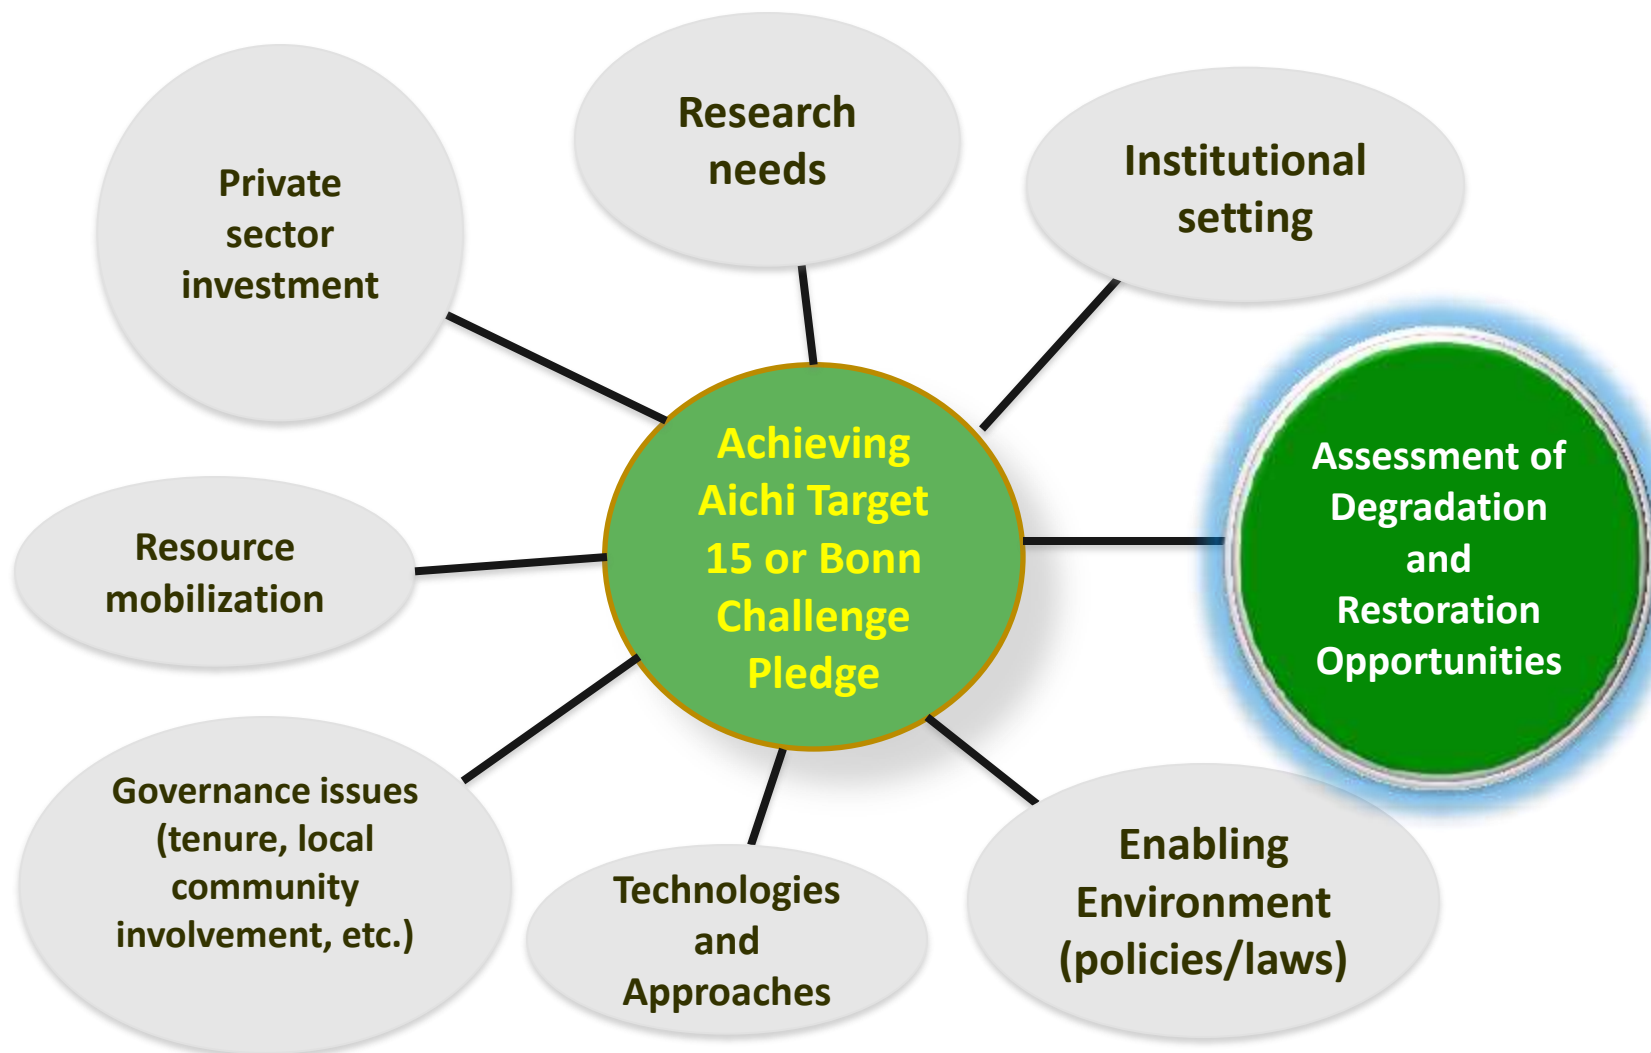 Research
needs
Institutional
setting
Private
sector
investment
Achieving
Aichi Target
15 or Bonn
Challenge
Pledge
Assessment of
Degradation
and
Restoration
Opportunities
Resource
mobilization
Governance issues
(tenure, local
community
involvement, etc.)
Technologies
and
Approaches
Enabling
Environment
(policies/laws)